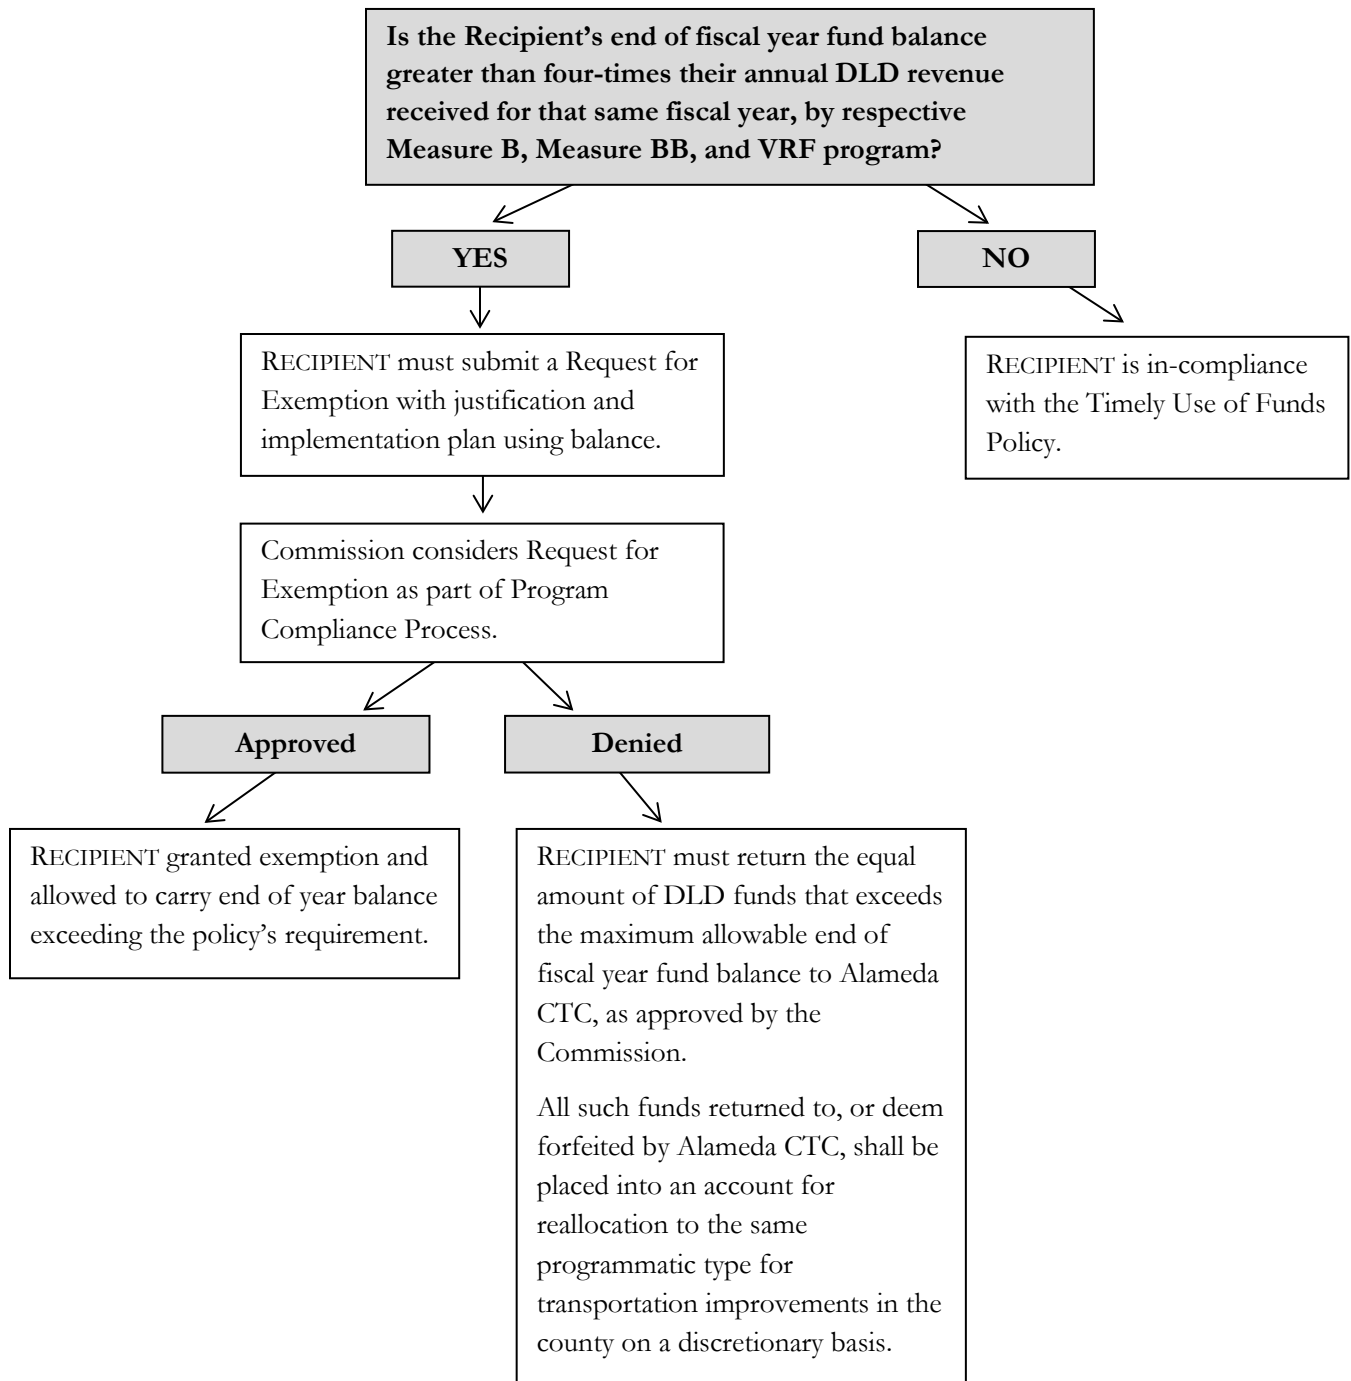 Is the Recipient’s end of fiscal year fund balance
greater than four-times their annual DLD revenue
received for that same fiscal year, by respective
Measure B, Measure BB, and VRF program?
YES
NO
RECIPIENT must submit a Request for
Exemption with justification and
implementation plan using balance.
RECIPIENT is in-compliance
with the Timely Use of Funds
Policy.
Commission considers Request for
Exemption as part of Program
Compliance Process.
Approved
Denied
RECIPIENT granted exemption and
allowed to carry end of year balance
exceeding the policy’s requirement.
RECIPIENT must return the equal
amount of DLD funds that exceeds
the maximum allowable end of
fiscal year fund balance to Alameda
CTC, as approved by the
Commission.
All such funds returned to, or deem
forfeited by Alameda CTC, shall be
placed into an account for
reallocation to the same
programmatic type for
transportation improvements in the
county on a discretionary basis.